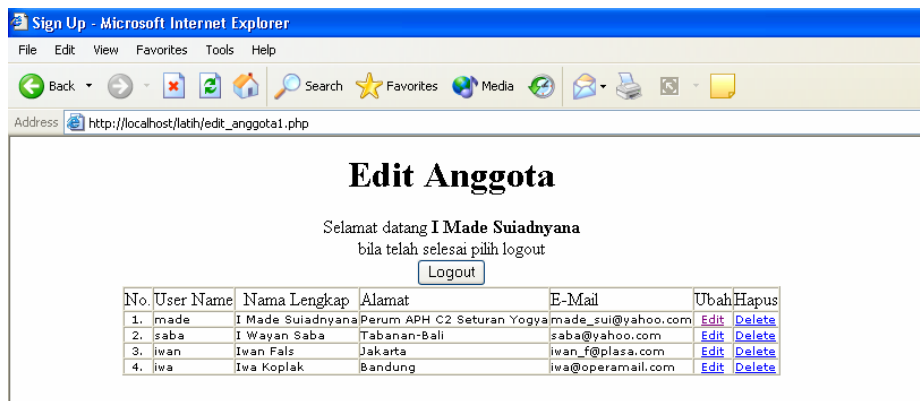 Sign Up - Microsoft Internet Explorer
File Edit View Favorites Tools Help
Back Search Favorites Media
Address http://localhost/latih/edit_anggota1.php
Edit Anggota
Selamat datang I Made Suiadnyana
bila telah selesai pilih logout
Logout
No. User Name Nama Lengkap Alamat E-Mail Ubah Hapus
1. made I Made Suiadnyana Perum APH C2 Seturan Yogya made_sui@yahoo.com Edit Delete
2. saba I Wayan Saba Tabanan-Bali saba@yahoo.com Edit Delete
3. iwan Iwan Fals Jakarta iwan_f@plasa.com Edit Delete
4. iwa Iwa Koplak Bandung iwa@operamail.com Edit Delete